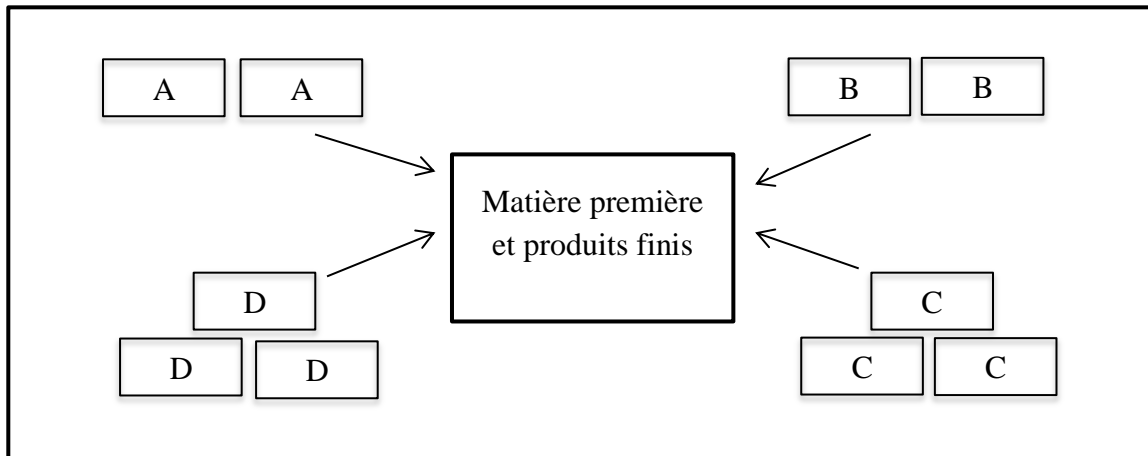 A A
B B
Matière première
et produits finis
D
D D
C
C C